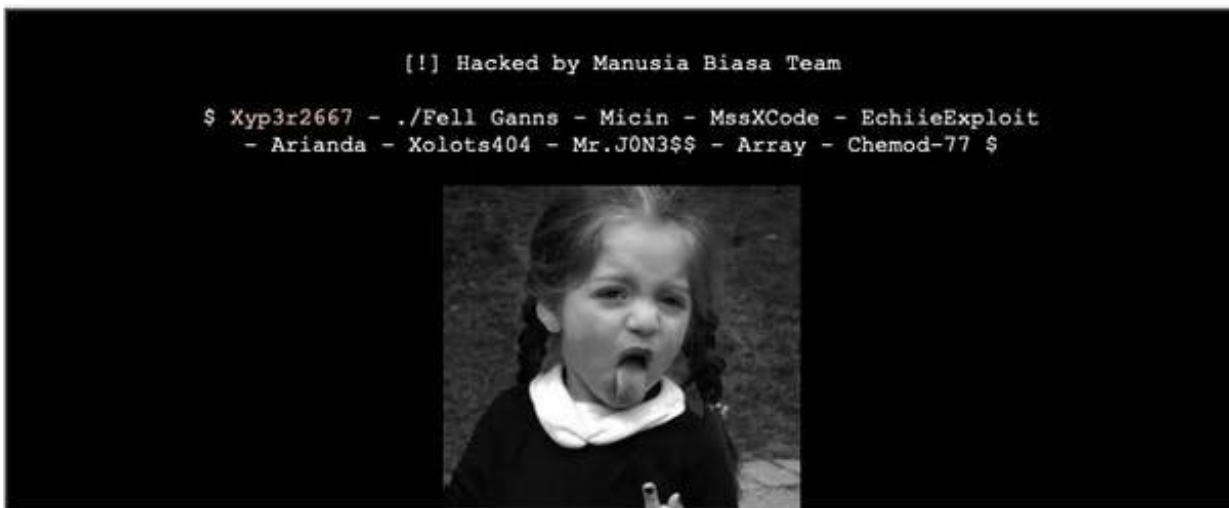 [!] Hacked by Manusia Biasa Team
$ Xyp3r2667 - ./Fell Ganns - Micin - MssXCode - EchiieExploit
- Arianda - Xolots404 - Mr.J0N3$$ - Array - Chemod-77 $